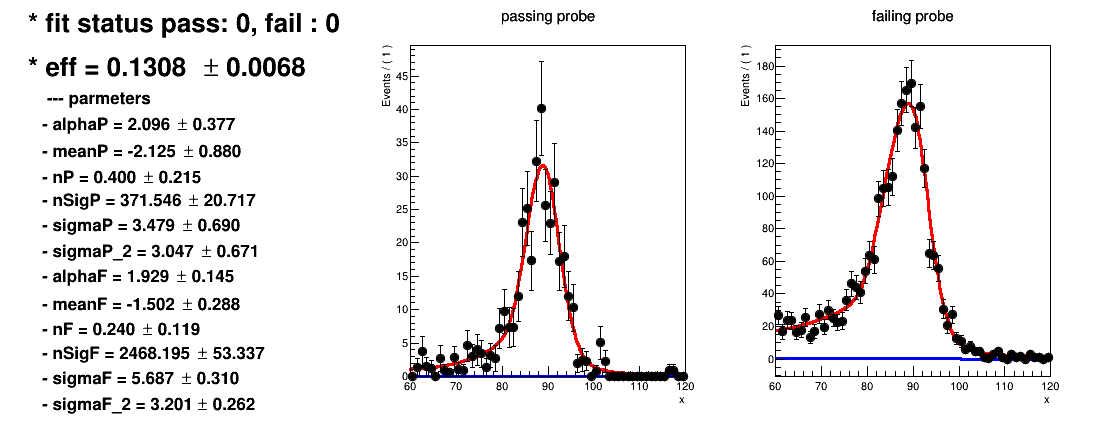 * fit status pass: 0, fail : 0
* eff = 0.1308 ± 0.0068
--- parmeters
- alphaP = 2.096 ± 0.377
- meanP = -2.125 ± 0.880
- nP = 0.400 ± 0.215
- nSigP = 371.546 ± 20.717
- sigmaP = 3.479 ± 0.690
- sigmaP_2 = 3.047 ± 0.671
- alphaF = 1.929 ± 0.145
- meanF = -1.502 ± 0.288
- nF = 0.240 ± 0.119
- nSigF = 2468.195 ± 53.337
- sigmaF = 5.687 ± 0.310
- sigmaF_2 = 3.201 ± 0.262
passing probe
Events / ( 1 )
45
40
35
30
25
20
15
10
5
0
60 70 80 90 100 110 120
x
failing probe
Events / ( 1 )
180
160
140
120
100
80
60
40
20
0
60 70 80 90 100 110 120
x